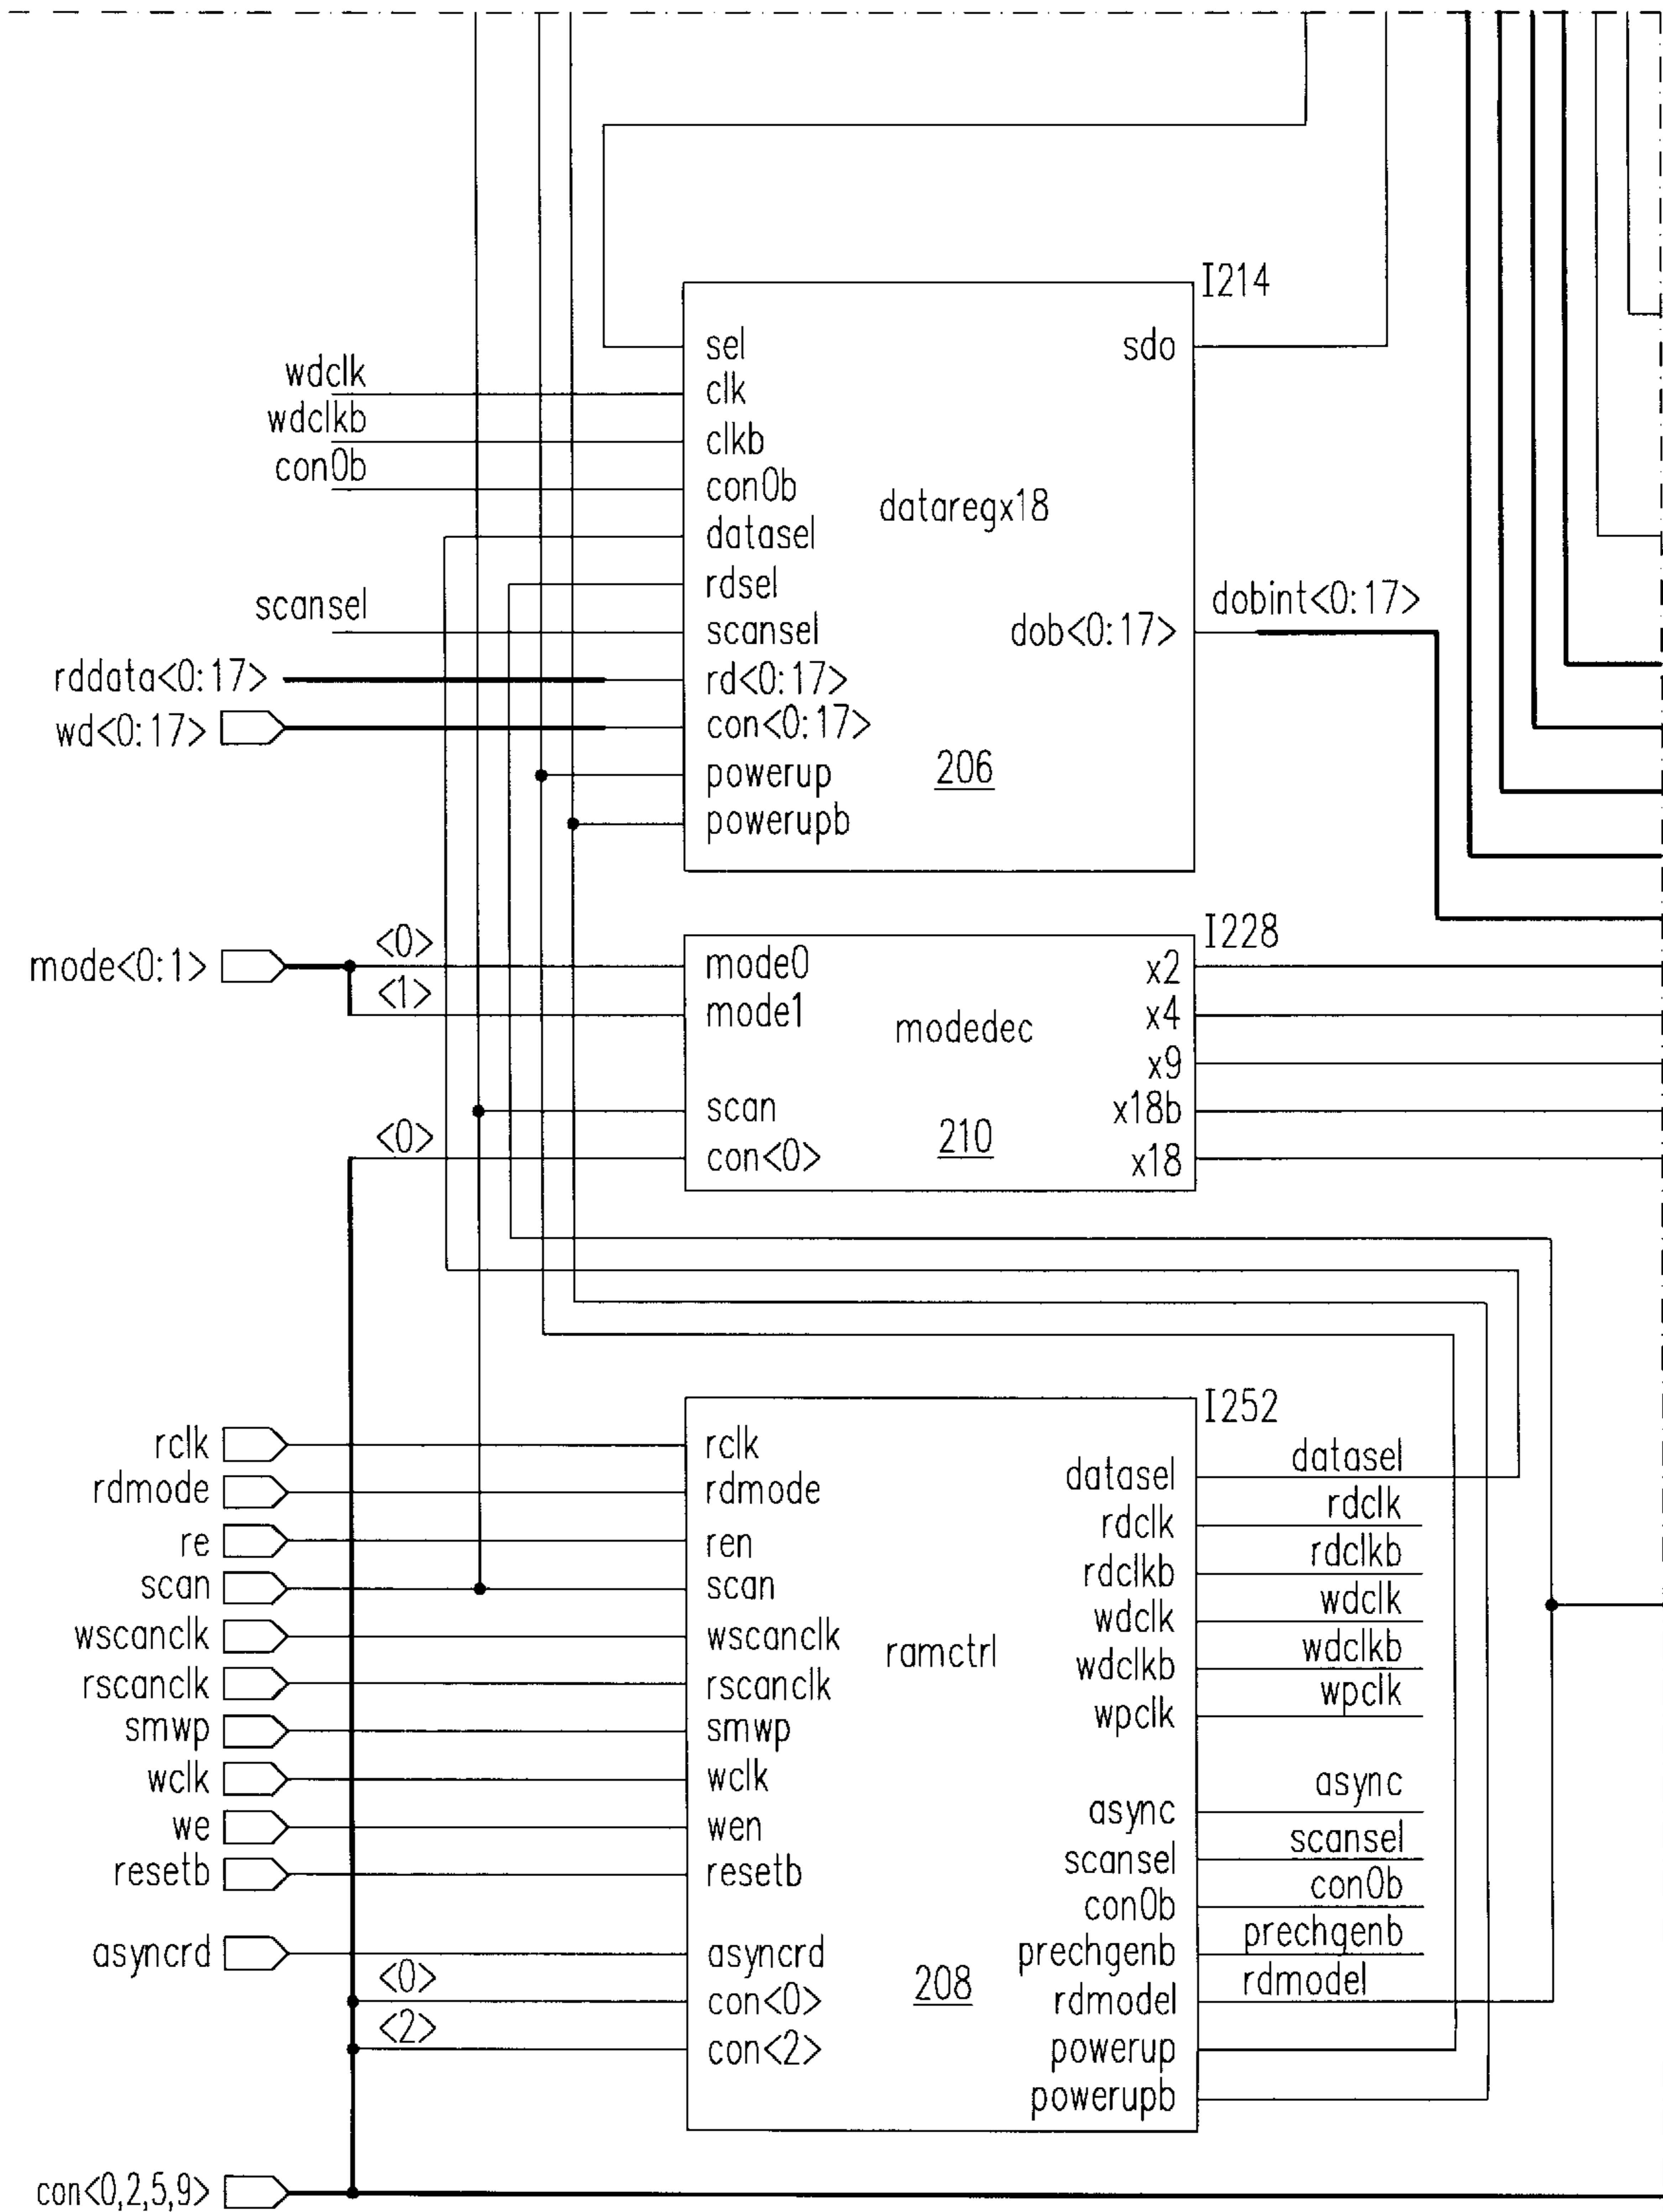 I214
sel
sdo
wdclk
clk
wdclkb
clkb
con0b
con0b
dataregx18
datasel
rdsel
dobint<0:17>
scansel
scansel
dob<0:17>
rddata<0:17>
rd<0:17>
wd<0:17>
con<0:17>
powerup
206
powerupb
I228
mode<0:1>
<0>
mode0
x2
<1>
mode1
modedec
x4
x9
scan
x18b
<0>
con<0>
210
x18
I252
rclk
rclk
datasel
datasel
rdmode
rdmode
rdclk
rdclk
re
ren
rdclkb
rdclkb
scan
scan
wdclk
wdclk
wscanclk
wscanclk
ramctrl
wdclkb
wdclkb
rscanclk
rscanclk
wpclk
wpclk
smwp
smwp
wclk
wclk
async
async
we
wen
scansel
scansel
resetb
resetb
con0b
con0b
asyncrd
asyncrd
prechgenb
prechgenb
<0>
con<0>
208
rdmodel
rdmodel
<2>
con<2>
powerup
powerupb
con<0,2,5,9>